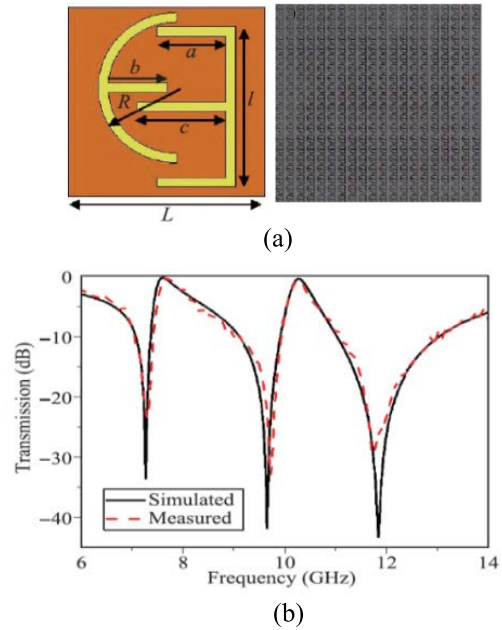 a
b
R
c
l
L
(a)
0
−10
−20
−30
−40
Transmission (dB)
Simulated
Measured
6 8 10 12 14
Frequency (GHz)
(b)